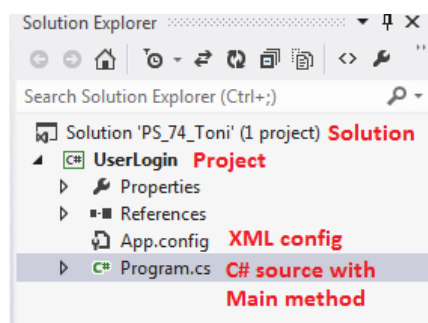 Solution Explorer
Search Solution Explorer (Ctrl+;)
Solution 'PS_74_Toni' (1 project) Solution
C# UserLogin Project
Properties
References
App.config XML config
C# Program.cs C# source with
Main method